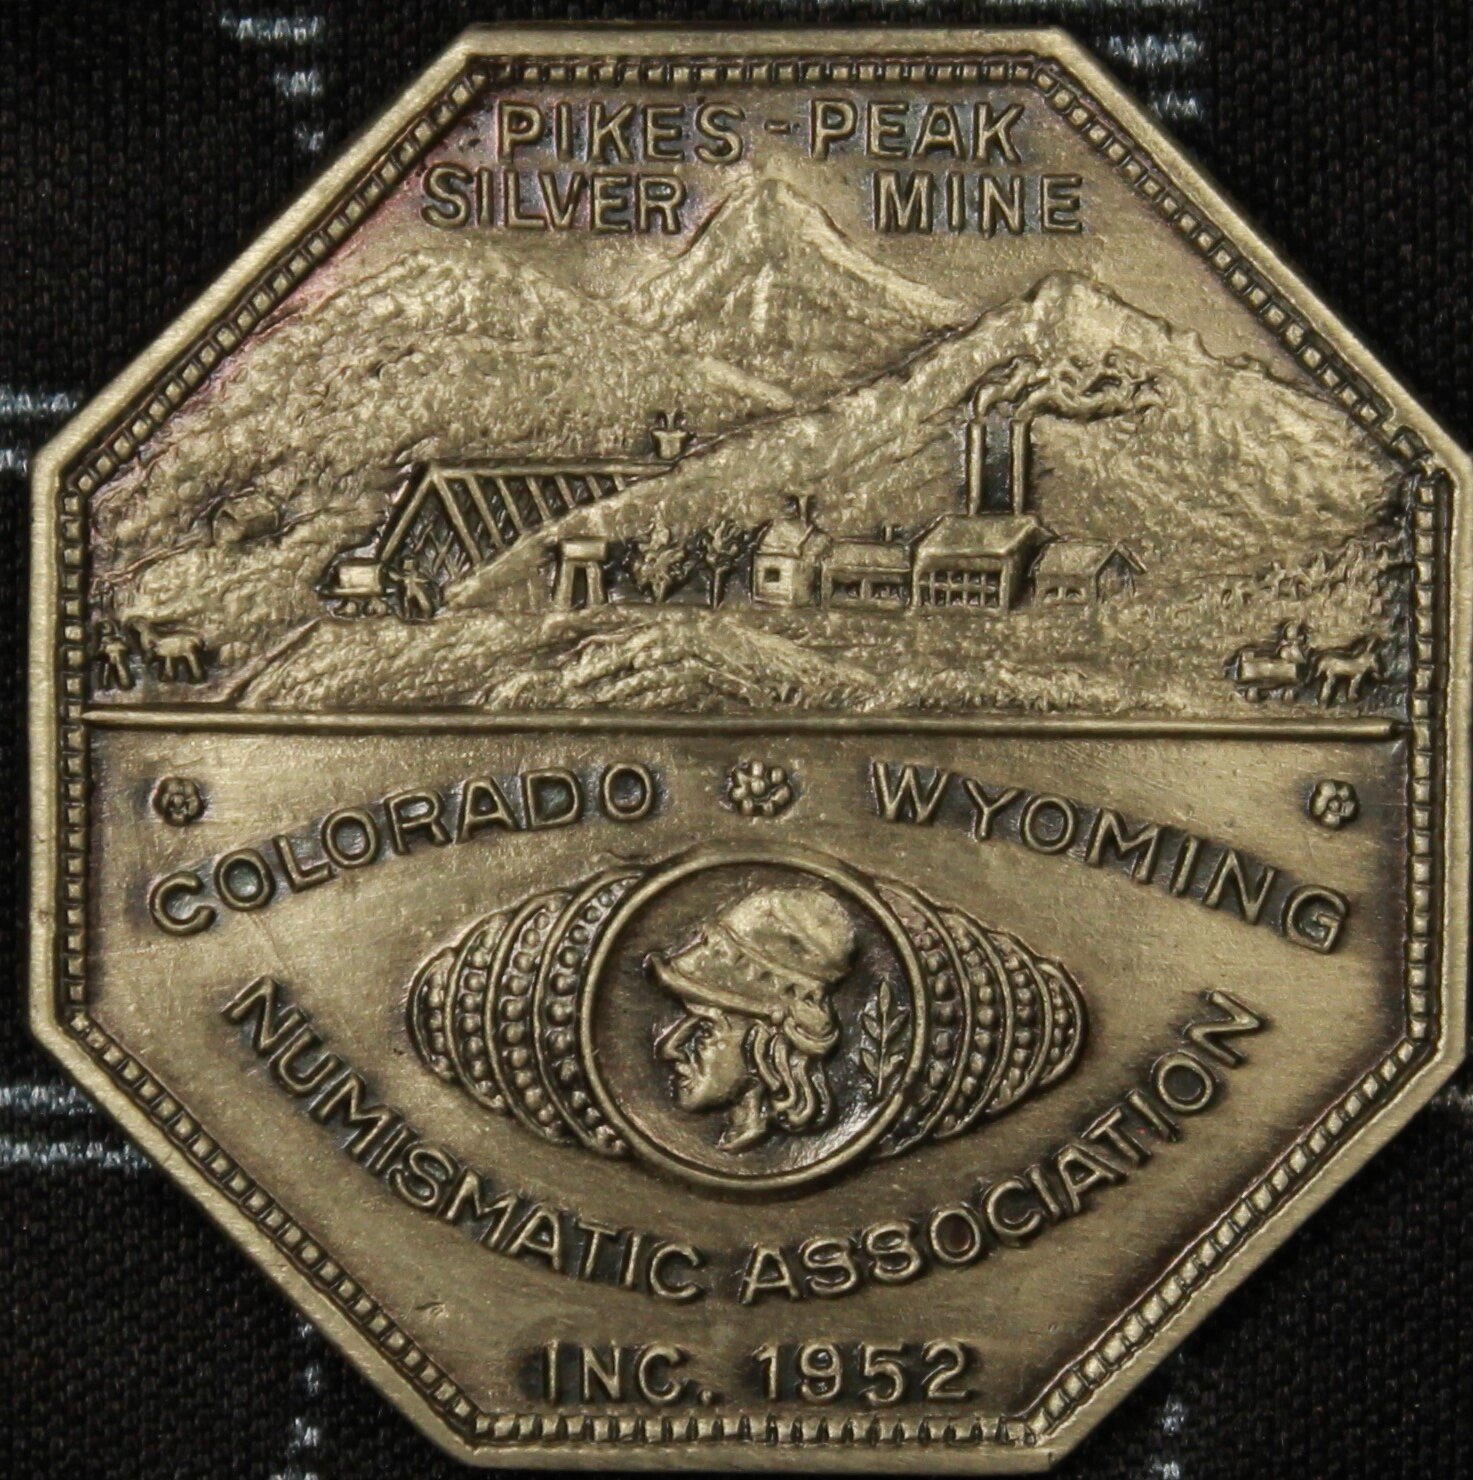 PIKES - PEAK
SILVER MINE
COLORADO WYOMING
NUMISMATIC ASSOCIATION
INC. 1952